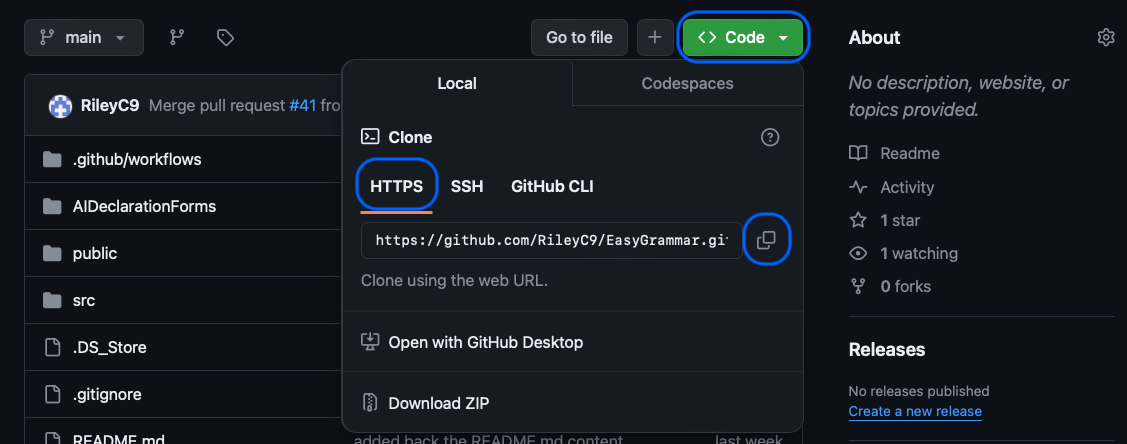 main
Go to file
Code
About
No description, website, or
topics provided.
RileyC9 Merge pull request #41 fro
Local
Codespaces
Clone
.github/workflows
HTTPS
SSH
GitHub CLI
Readme
AIDeclarationForms
Activity
https://github.com/RileyC9/EasyGrammar.git
1 star
public
1 watching
Clone using the web URL.
0 forks
src
.DS_Store
Open with GitHub Desktop
Releases
.gitignore
Download ZIP
No releases published
Create a new release
README.md
added back the README.md content
last week